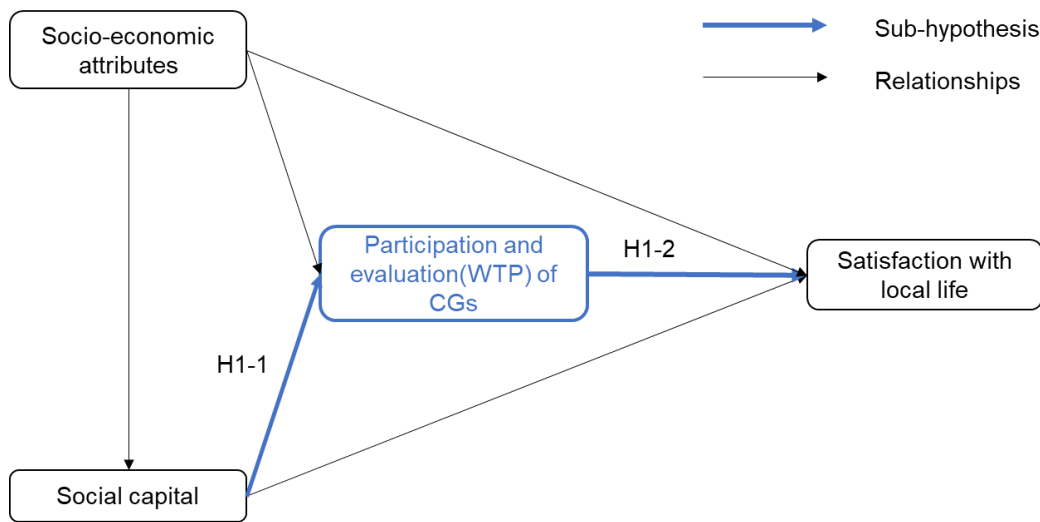 Socio-economic
attributes
Sub-hypothesis
Relationships
Participation and
evaluation(WTP) of
CGs
H1-2
Satisfaction with
local life
H1-1
Social capital